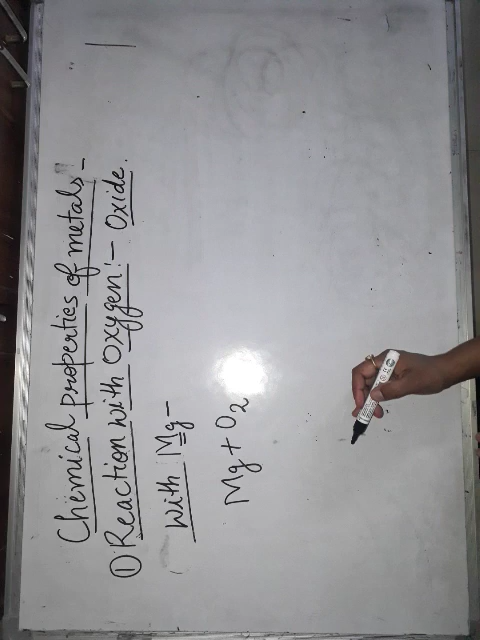 Chemical properties of metals -
① Reaction with Oxygen :- Oxide.
With Mg -
Mg + O2